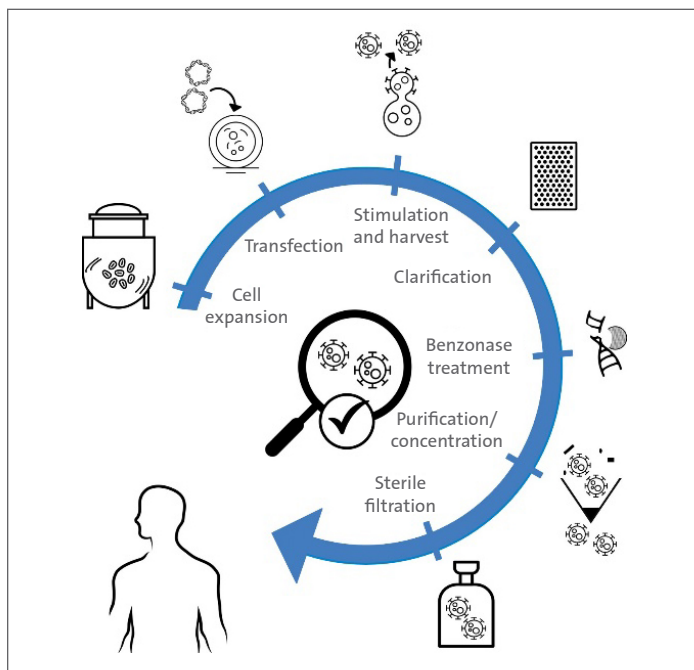 Stimulation
and harvest
Transfection
Clarification
Cell
expansion
Benzonase
treatment
Purification/
concentration
Sterile
filtration